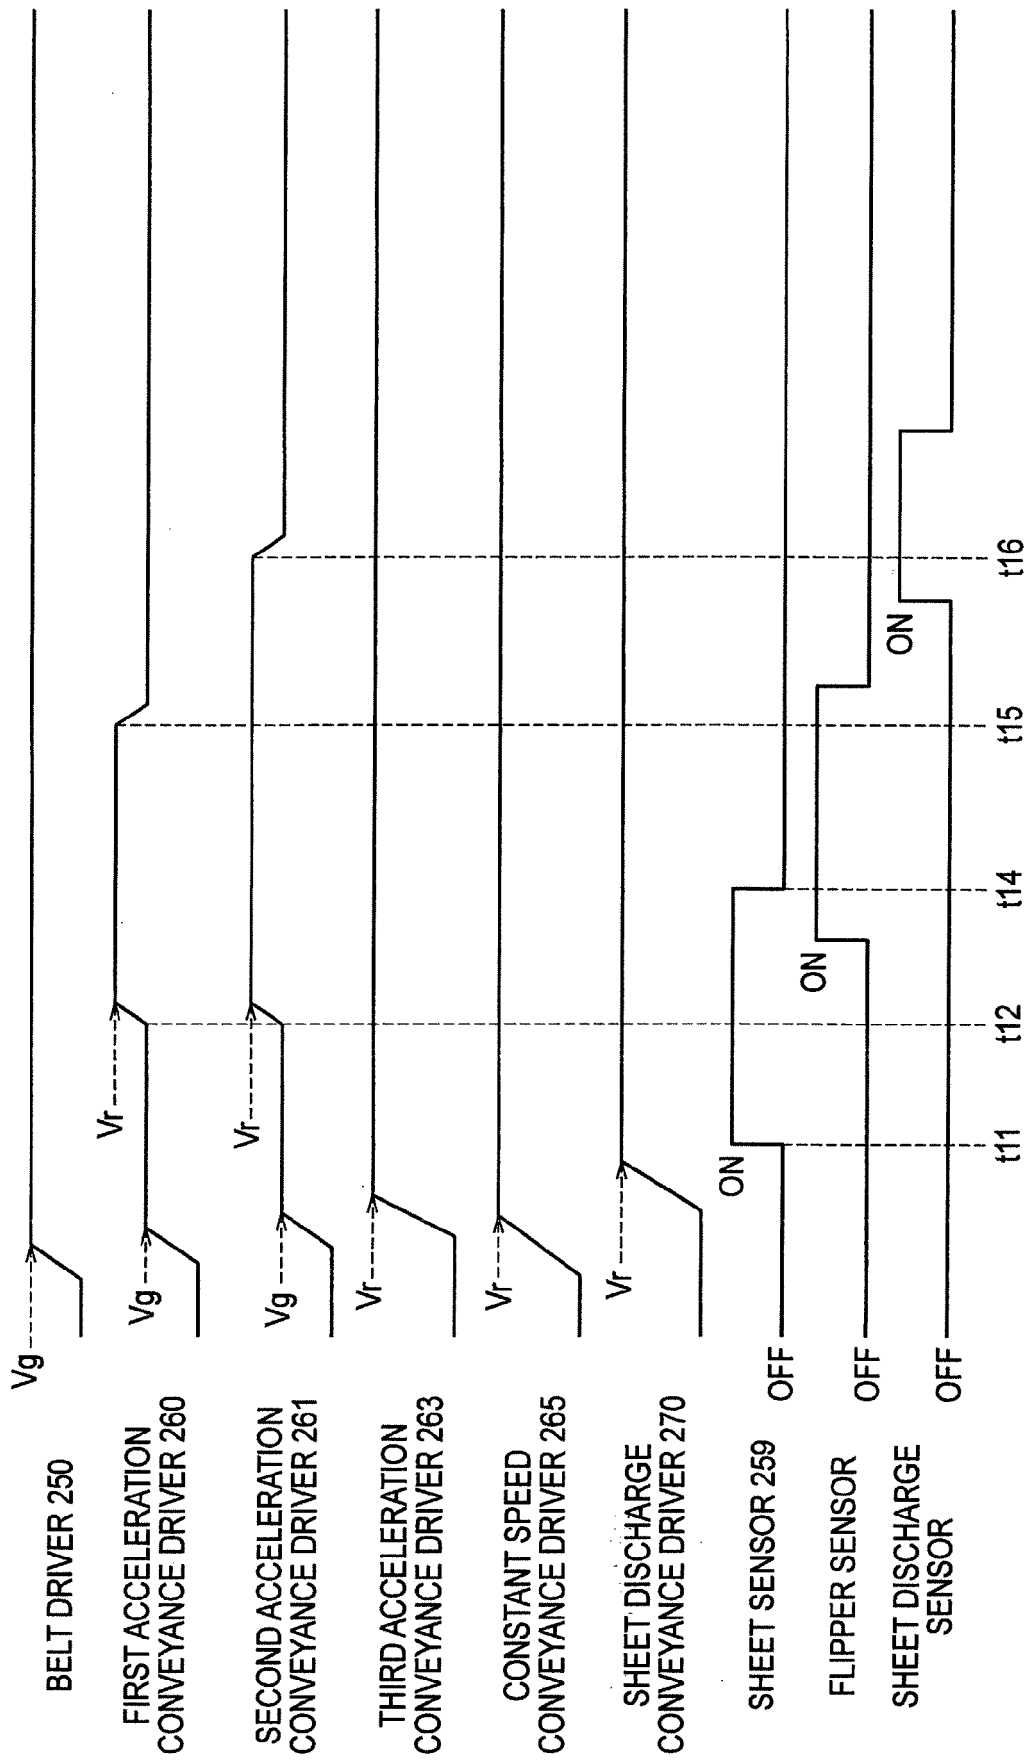 BELT DRIVER 250
Vg
FIRST ACCELERATION
CONVEYANCE DRIVER 260
Vg
Vr
SECOND ACCELERATION
CONVEYANCE DRIVER 261
Vg
Vr
THIRD ACCELERATION
CONVEYANCE DRIVER 263
Vr
CONSTANT SPEED
CONVEYANCE DRIVER 265
Vr
SHEET DISCHARGE
CONVEYANCE DRIVER 270
Vr
SHEET SENSOR 259
OFF
ON
FLIPPER SENSOR
OFF
ON
SHEET DISCHARGE
SENSOR
OFF
ON
t11
t12
t14
t15
t16